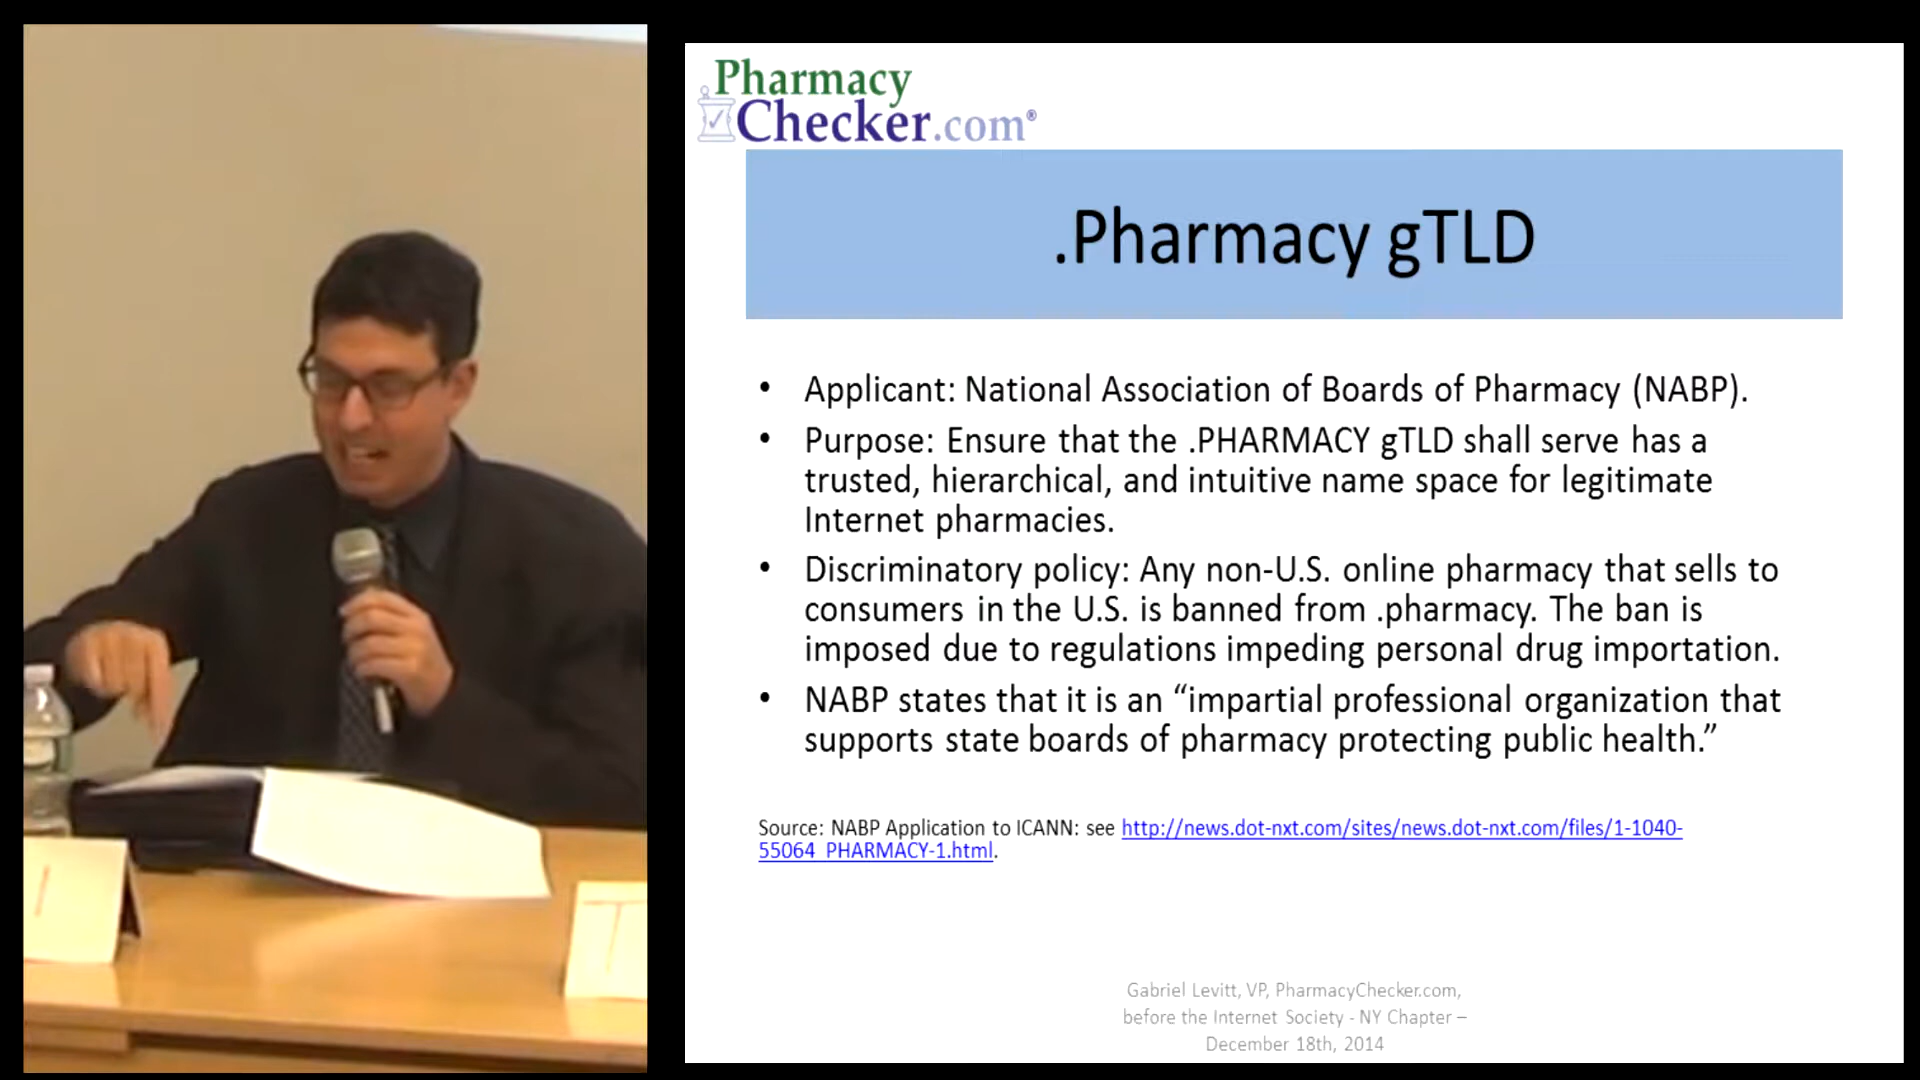 Pharmacy
Checker.com®
.Pharmacy gTLD
• Applicant: National Association of Boards of Pharmacy (NABP).
• Purpose: Ensure that the .PHARMACY gTLD shall serve has a
trusted, hierarchical, and intuitive name space for legitimate
Internet pharmacies.
• Discriminatory policy: Any non-U.S. online pharmacy that sells to
consumers in the U.S. is banned from .pharmacy. The ban is
imposed due to regulations impeding personal drug importation.
• NABP states that it is an “impartial professional organization that
supports state boards of pharmacy protecting public health.”
Source: NABP Application to ICANN: see http://news.dot-nxt.com/sites/news.dot-nxt.com/files/1-1040-
55064_PHARMACY-1.html.
Gabriel Levitt, VP, PharmacyChecker.com,
before the Internet Society - NY Chapter –
December 18th, 2014